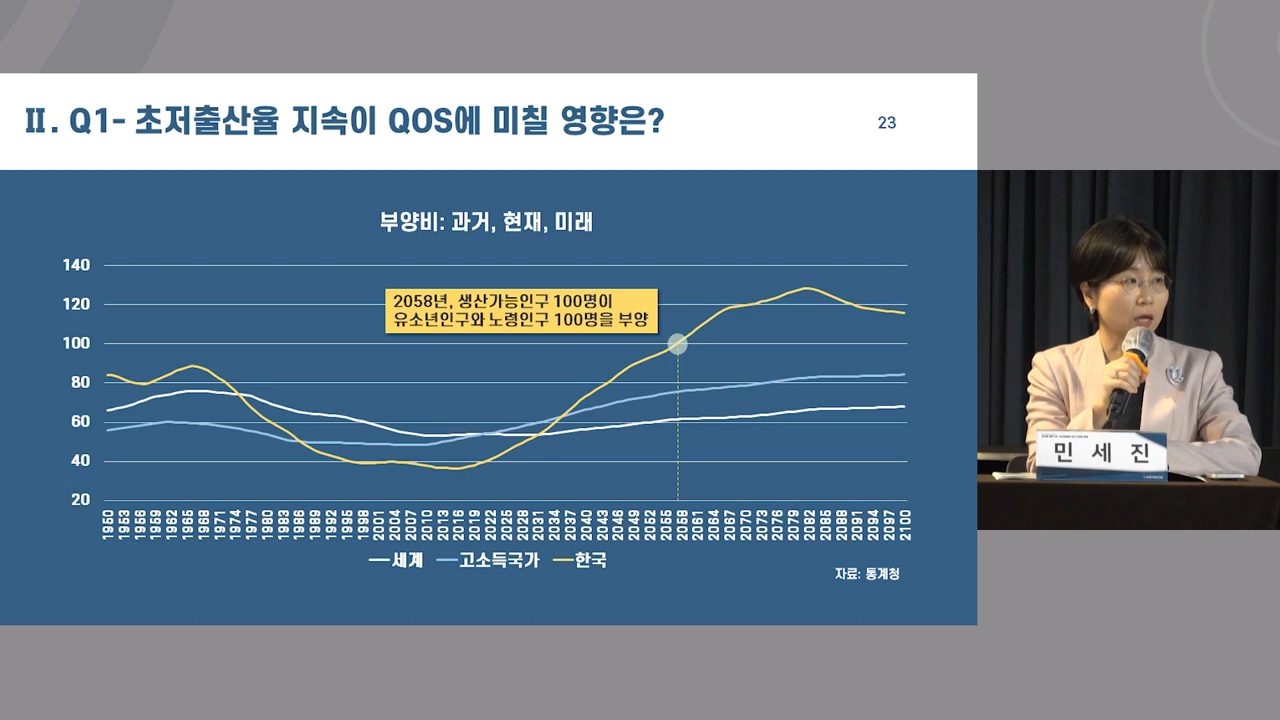 II. Q1- 초저출산율 지속이 QOS에 미칠 영향은?
23
부양비: 과거, 현재, 미래
140
120
100
80
60
40
20
2058년, 생산가능인구 100명이
유소년인구와 노령인구 100명을 부양
1950 1953 1956 1959 1962 1965 1968 1971 1974 1977 1980 1983 1986 1989 1992 1995 1998 2001 2004 2007 2010 2013 2016 2019 2022 2025 2028 2031 2034 2037 2040 2043 2046 2049 2052 2055 2058 2061 2064 2067 2070 2073 2076 2079 2082 2085 2088 2091 2094 2097 2100
세계 고소득국가 한국
자료: 통계청
민 세 진